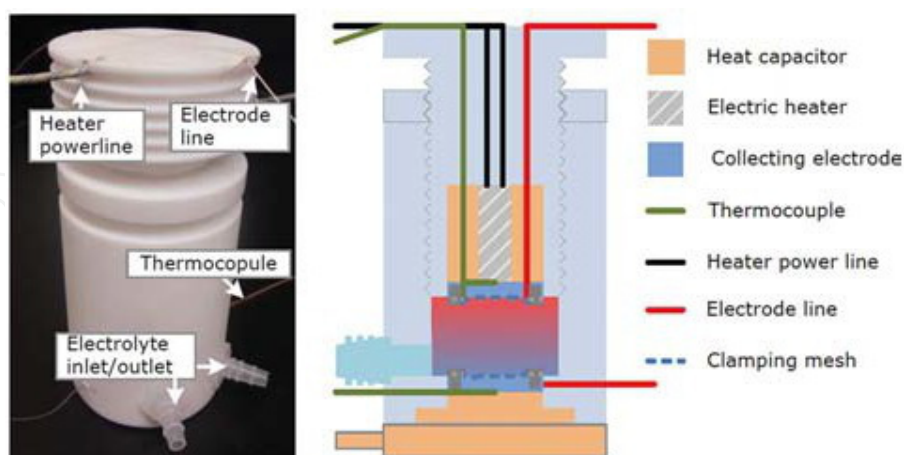 Heater
powerline
Electrode
line
Thermocopule
Electrolyte
inlet/outlet
Heat capacitor
Electric heater
Collecting electrode
Thermocouple
Heater power line
Electrode line
Clamping mesh